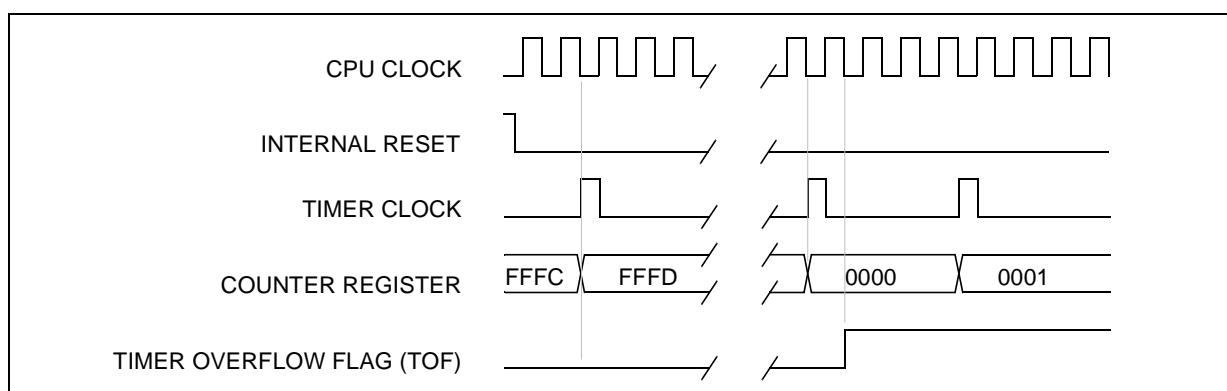 CPU CLOCK
INTERNAL RESET
TIMER CLOCK
COUNTER REGISTER FFFC FFFD 0000 0001
TIMER OVERFLOW FLAG (TOF)